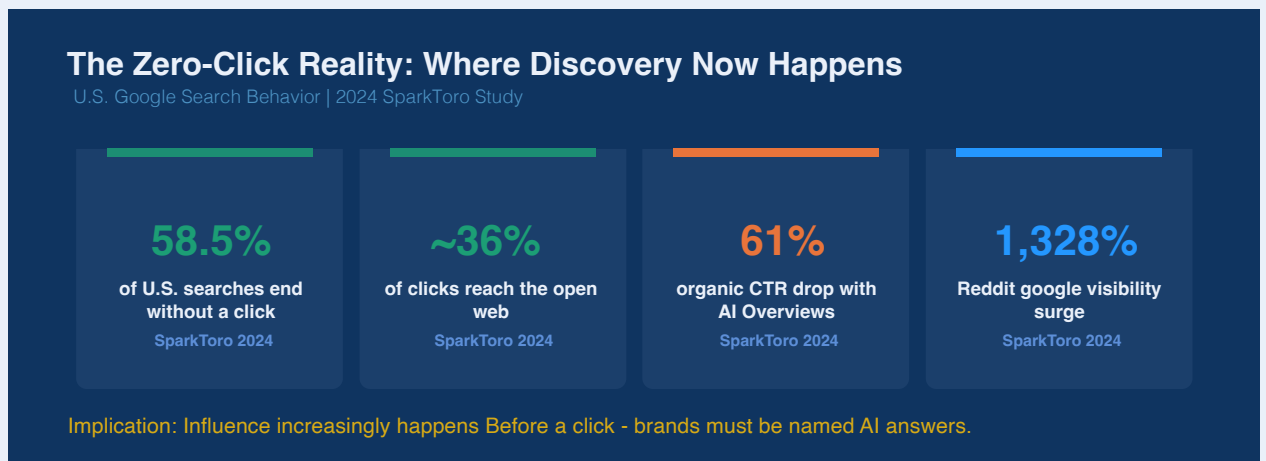 The Zero-Click Reality: Where Discovery Now Happens
U.S. Google Search Behavior | 2024 SparkToro Study
58.5%
of U.S. searches end
without a click
SparkToro 2024
~36%
of clicks reach the open
web
SparkToro 2024
61%
organic CTR drop with
AI Overviews
SparkToro 2024
1,328%
Reddit google visibility
surge
SparkToro 2024
Implication: Influence increasingly happens Before a click - brands must be named AI answers.